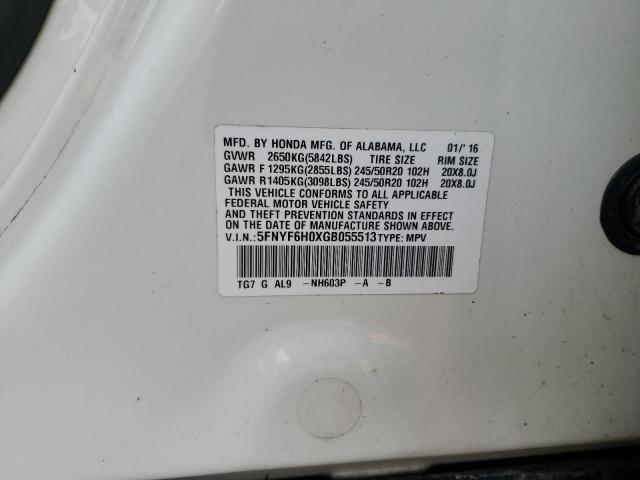 MFD. BY HONDA MFG. OF ALABAMA, LLC 01/'16
GVWR 2650KG(5842LBS) TIRE SIZE RIM SIZE
GAWR F 1295KG(2855LBS) 245/50R20 102H 20X8.0J
GAWR R1405KG(3098LBS) 245/50R20 102H 20X8.0J
THIS VEHICLE CONFORMS TO ALL APPLICABLE
FEDERAL MOTOR VEHICLE SAFETY
AND THEFT PREVENTION STANDARDS IN EFFECT
ON THE DATE OF MANUFACTURE SHOWN ABOVE.
V.I.N.:5FNYF6H0XGB055513 TYPE: MPV
TG7 G AL9 -NH603P -A -B